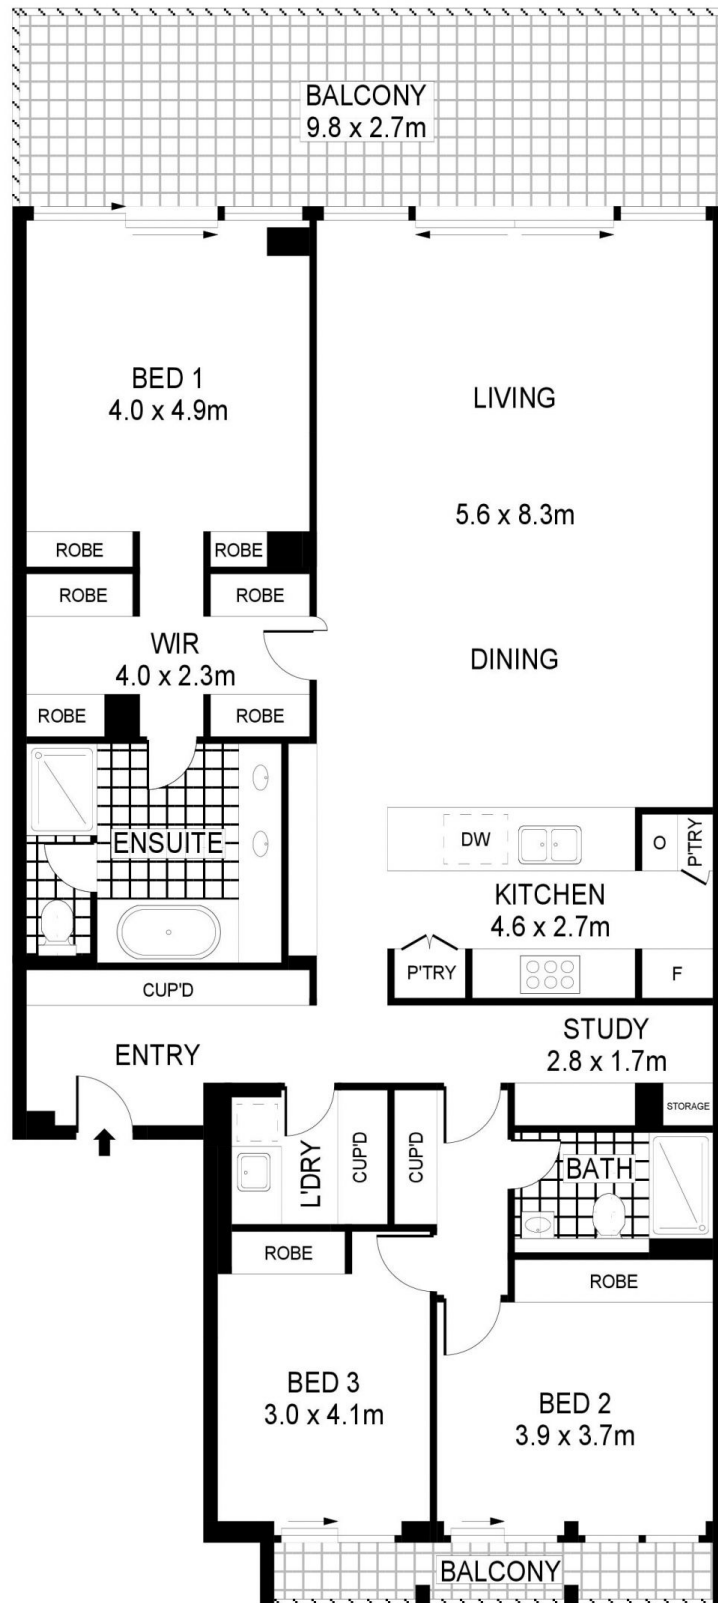 BALCONY
9.8 x 2.7m
BED 1
4.0 x 4.9m
LIVING
5.6 x 8.3m
ROBE
ROBE
ROBE
ROBE
WIR
4.0 x 2.3m
DINING
ROBE
ROBE
ENSUITE
DW
O
P'TRY
KITCHEN
4.6 x 2.7m
P'TRY
F
CUP'D
ENTRY
STUDY
2.8 x 1.7m
STORAGE
L'DRY
CUP'D
CUP'D
BATH
ROBE
ROBE
BED 3
3.0 x 4.1m
BED 2
3.9 x 3.7m
BALCONY